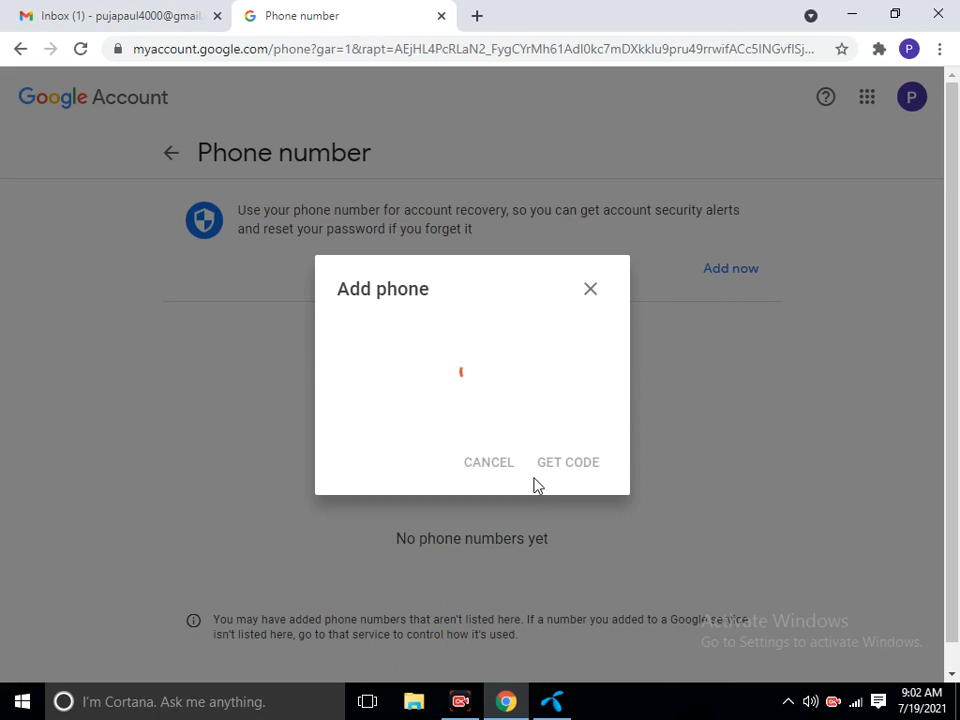 Inbox (1) - pujapaul4000@gmail.
Phone number
myaccount.google.com/phone?gar=1&rapt=AEjHL4PcRLaN2_FygCYrMh61AdI0kc7mDXkklu9pru49rrwifACc5INGvfISj...
P
Google Account
P
Phone number
Use your phone number for account recovery, so you can get account security alerts
and reset your password if you forget it
Add now
Add phone
CANCEL
GET CODE
No phone numbers yet
You may have added phone numbers that aren't listed here. If a number you added to a Google service
isn't listed here, go to that service to control how it's used.
Activate Windows
Go to Settings to activate Windows.
I'm Cortana. Ask me anything.
9:02 AM
7/19/2021